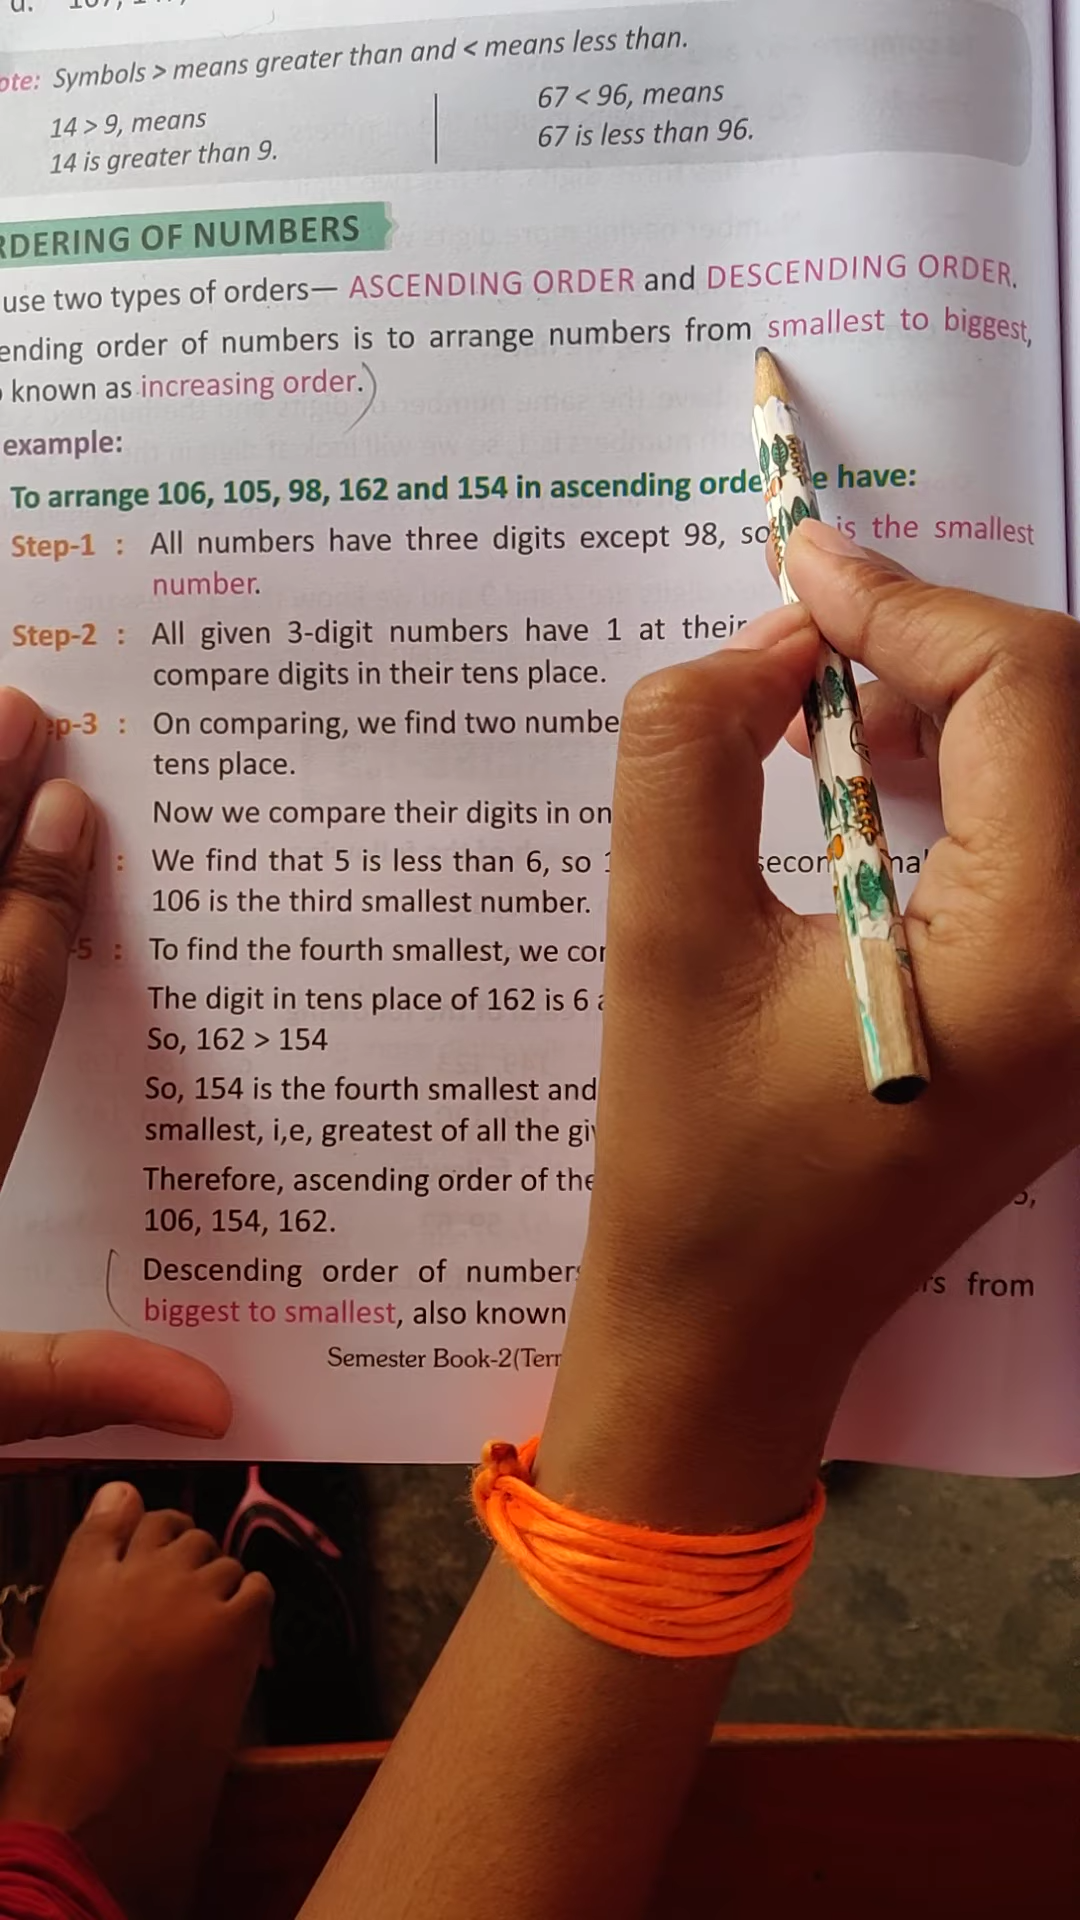 Symbols > means greater than and < means less than.
14 > 9, means
14 is greater than 9.
67 < 96, means
67 is less than 96.
RDERING OF NUMBERS
use two types of orders— ASCENDING ORDER and DESCENDING ORDER.
ending order of numbers is to arrange numbers from smallest to biggest,
known as increasing order.
example:
To arrange 106, 105, 98, 162 and 154 in ascending orde e have:
Step-1 : All numbers have three digits except 98, so is the smallest
number.
Step-2 : All given 3-digit numbers have 1 at their
compare digits in their tens place.
ep-3 : On comparing, we find two numbe
tens place.
Now we compare their digits in on
: We find that 5 is less than 6, so secon
106 is the third smallest number.
-5 : To find the fourth smallest, we
The digit in tens place of 162 is 6
So, 162 > 154
So, 154 is the fourth smallest and
smallest, i,e, greatest of all the
Therefore, ascending order of the
106, 154, 162.
Descending order of numbers from
biggest to smallest, also known
Semester Book-2(Term